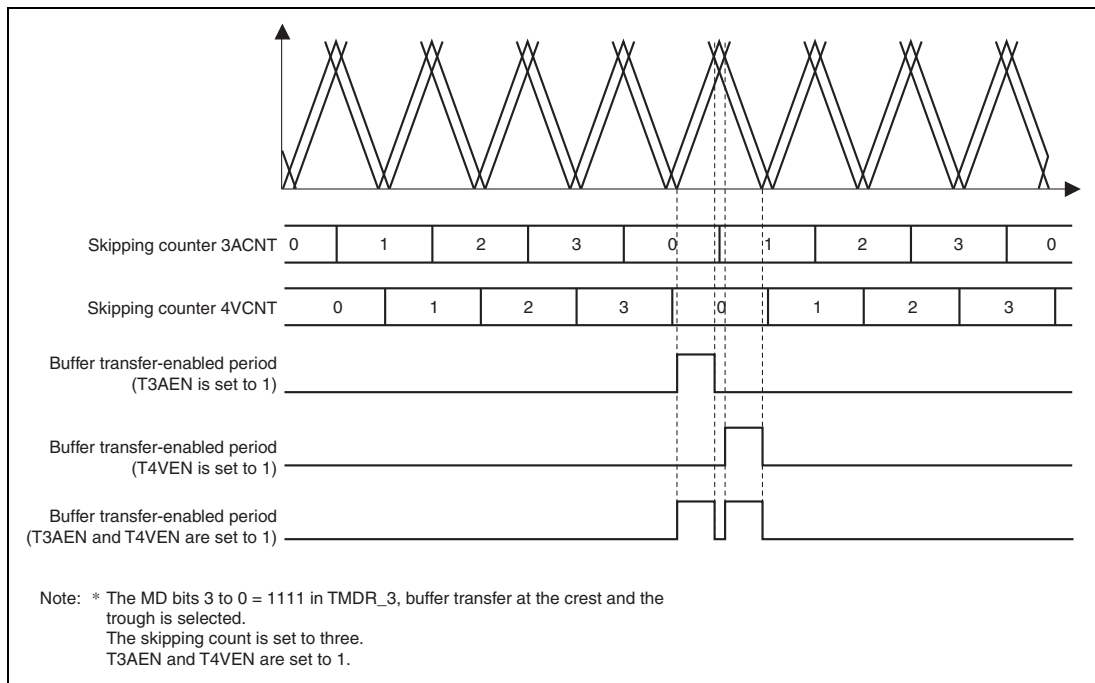 Skipping counter 3ACNT 0 1 2 3 0 1 2 3 0
Skipping counter 4VCNT 0 1 2 3 0 1 2 3
Buffer transfer-enabled period
(T3AEN is set to 1)
Buffer transfer-enabled period
(T4VEN is set to 1)
Buffer transfer-enabled period
(T3AEN and T4VEN are set to 1)
Note: * The MD bits 3 to 0 = 1111 in TMDR_3, buffer transfer at the crest and the
trough is selected.
The skipping count is set to three.
T3AEN and T4VEN are set to 1.